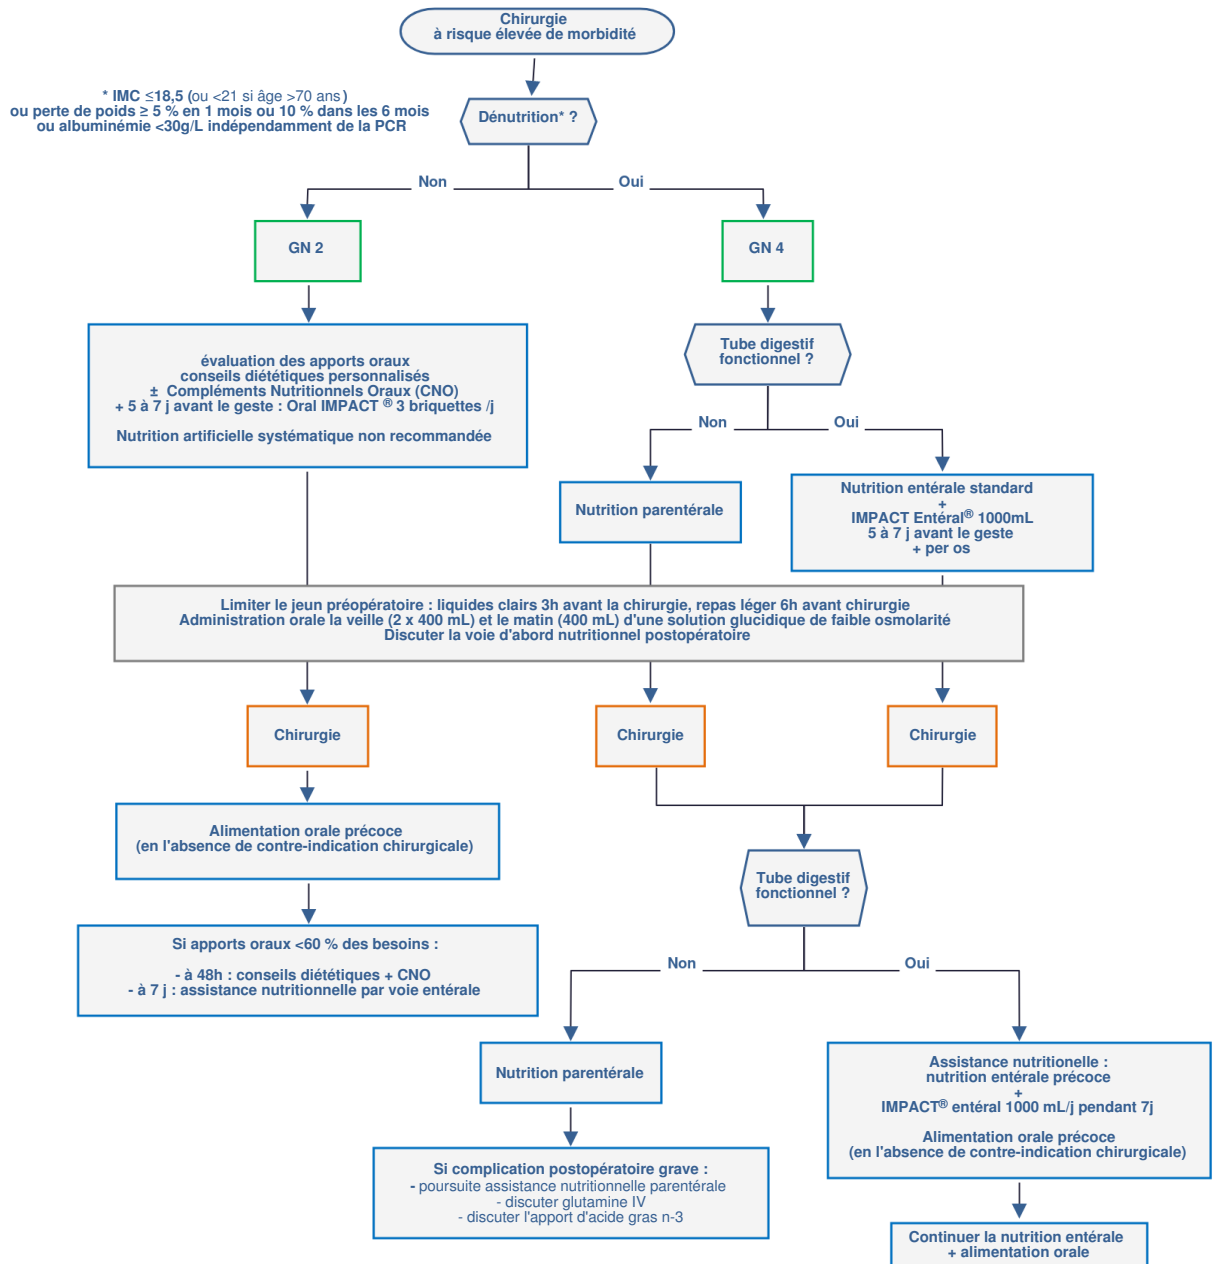 Chirurgie
à risque élevée de morbidité
* IMC ≤18,5 (ou <21 si âge >70 ans)
ou perte de poids ≥ 5 % en 1 mois ou 10 % dans les 6 mois
ou albuminémie <30g/L indépendamment de la PCR
Dénutrition* ?
Non
Oui
GN 2
GN 4
évaluation des apports oraux
conseils diététiques personnalisés
± Compléments Nutritionnels Oraux (CNO)
+ 5 à 7 j avant le geste : Oral IMPACT ® 3 briquettes /j
Nutrition artificielle systématique non recommandée
Tube digestif
fonctionnel ?
Non
Oui
Nutrition parentérale
Nutrition entérale standard
+
IMPACT Entéral® 1000mL
5 à 7 j avant le geste
+ per os
Limiter le jeun préopératoire : liquides clairs 3h avant la chirurgie, repas léger 6h avant chirurgie
Administration orale la veille (2 x 400 mL) et le matin (400 mL) d'une solution glucidique de faible osmolarité
Discuter la voie d'abord nutritionnel postopératoire
Chirurgie
Chirurgie
Chirurgie
Alimentation orale précoce
(en l'absence de contre-indication chirurgicale)
Tube digestif
fonctionnel ?
Si apports oraux <60 % des besoins :
- à 48h : conseils diététiques + CNO
- à 7 j : assistance nutritionnelle par voie entérale
Non
Oui
Nutrition parentérale
Assistance nutritionelle :
nutrition entérale précoce
+
IMPACT® entéral 1000 mL/j pendant 7j
Alimentation orale précoce
(en l'absence de contre-indication chirurgicale)
Si complication postopératoire grave :
- poursuite assistance nutritionnelle parentérale
- discuter glutamine IV
- discuter l'apport d'acide gras n-3
Continuer la nutrition entérale
+ alimentation orale